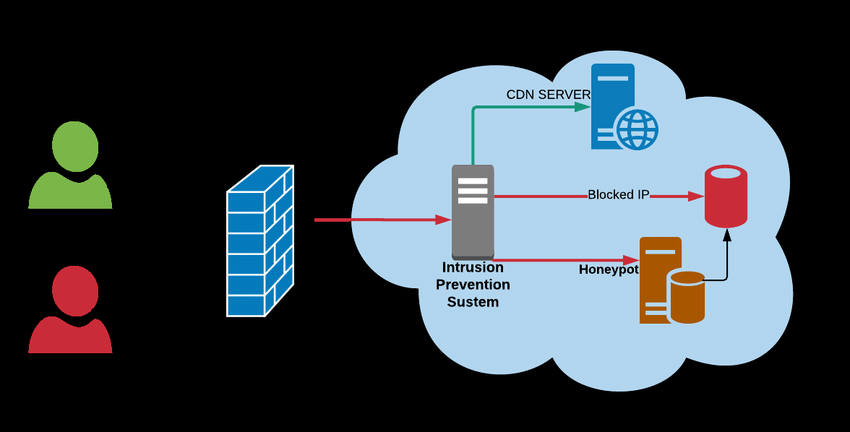 CDN SERVER
Blocked IP
Honeypot
Intrusion
Prevention
Sustem